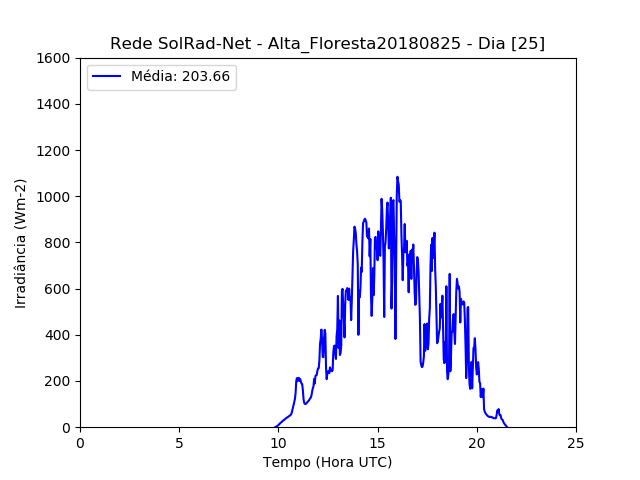 Rede SolRad-Net - Alta_Floresta20180825 - Dia [25]
Média: 203.66
Irradiância (Wm-2)
1600
1400
1200
1000
800
600
400
200
0
0 5 10 15 20 25
Tempo (Hora UTC)